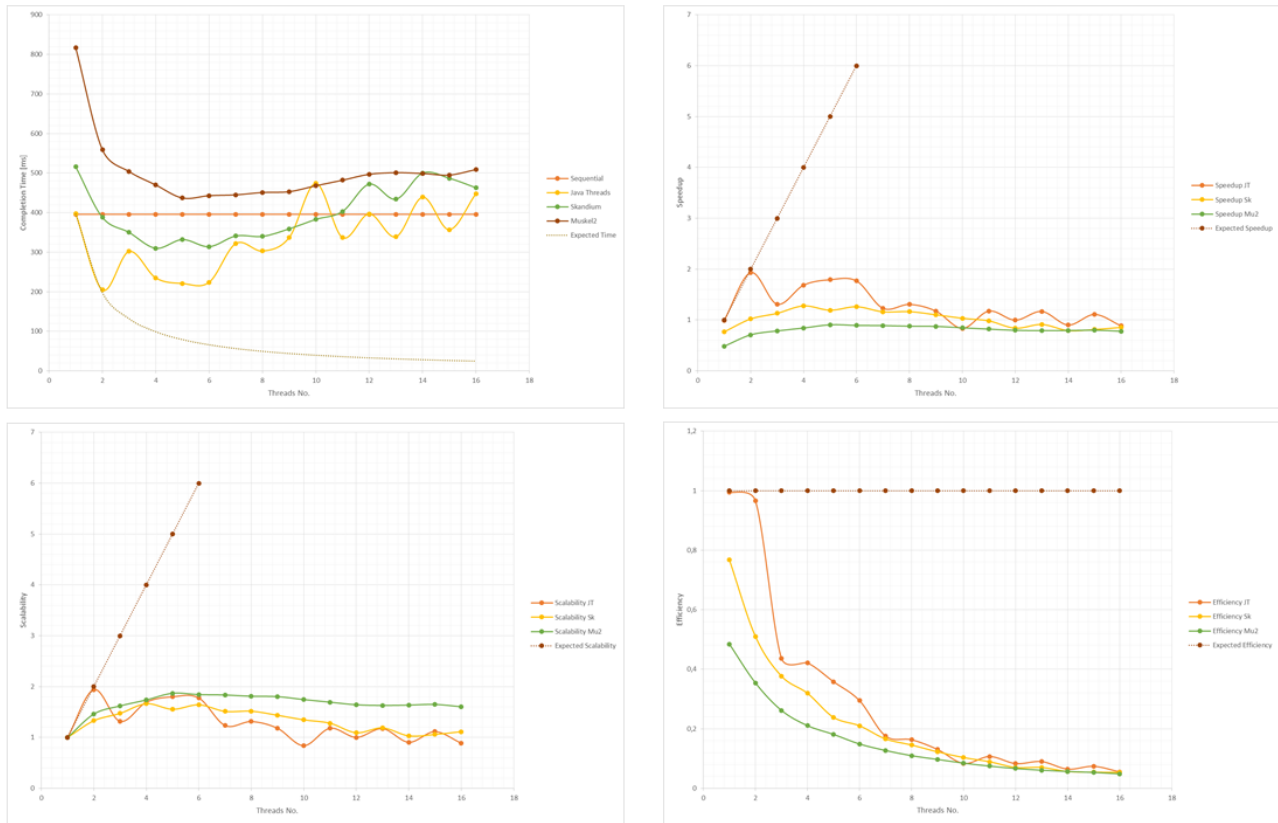 900
800
700
600
500
400
300
200
100
0
Completion Time [ms]
0 2 4 6 8 10 12 14 16 18
Threads No.
Sequential
Java Threads
Skandium
Muskel2
Expected Time
7
6
5
4
3
2
1
0
Speedup
0 2 4 6 8 10 12 14 16 18
Threads No.
Speedup JT
Speedup Sk
Speedup Mu2
Expected Speedup
7
6
5
4
3
2
1
0
Scalability
0 2 4 6 8 10 12 14 16 18
Threads No.
Scalability JT
Scalability Sk
Scalability Mu2
Expected Scalability
1,2
1
0,8
0,6
0,4
0,2
0
Efficiency
0 2 4 6 8 10 12 14 16 18
Threads No.
Efficiency JT
Efficiency Sk
Efficiency Mu2
Expected Efficiency